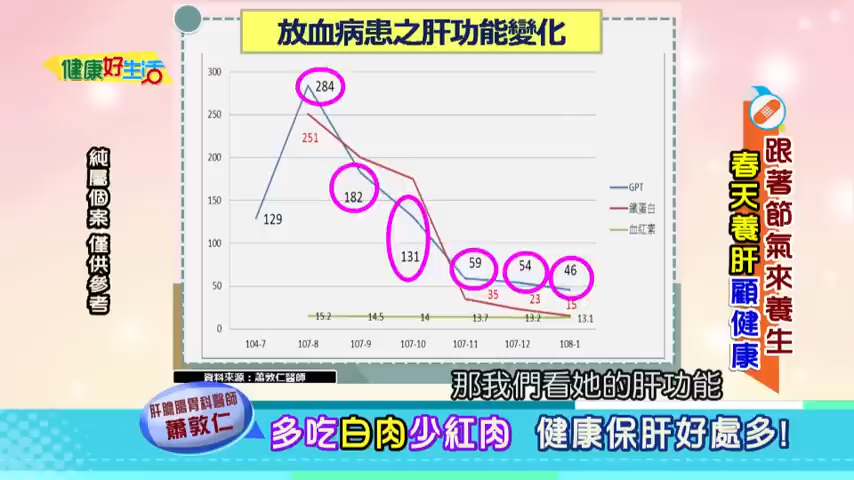 放血病患之肝功能變化
健康好生活
純屬個案 僅供參考
300
250
200
150
100
50
0
129
284
251
182
131
59
54
46
35
23
15
15.2
14.5
14
13.7
13.2
13.1
104-7
107-8
107-9
107-10
107-11
107-12
108-1
GPT
鐵蛋白
血紅素
跟著節氣來養生
春天養肝顧健康
資料來源：蕭敦仁醫師
那我們看她的肝功能
肝膽腸胃科醫師
蕭敦仁
多吃白肉少紅肉 健康保肝好處多!